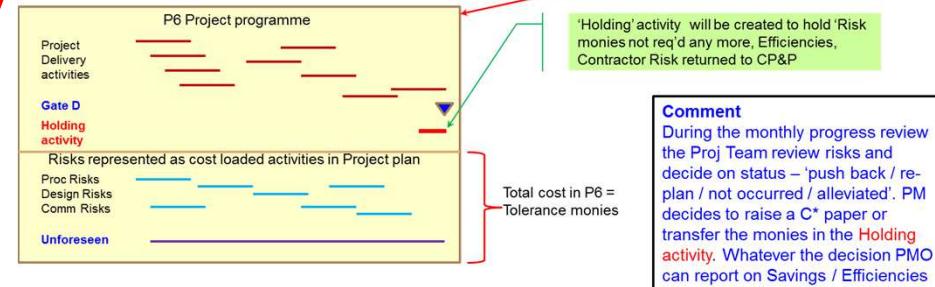 P6 Project programme
Project
Delivery
activities
Gate D
Holding
activity
‘Holding’ activity will be created to hold ‘Risk
monies not req’d any more, Efficiencies,
Contractor Risk returned to CP&P
Risks represented as cost loaded activities in Project plan
Proc Risks
Design Risks
Comm Risks
Unforeseen
Total cost in P6 =
Tolerance monies
Comment
During the monthly progress review
the Proj Team review risks and
decide on status – ‘push back / re-
plan / not occurred / alleviated’. PM
decides to raise a C* paper or
transfer the monies in the Holding
activity. Whatever the decision PMO
can report on Savings / Efficiencies